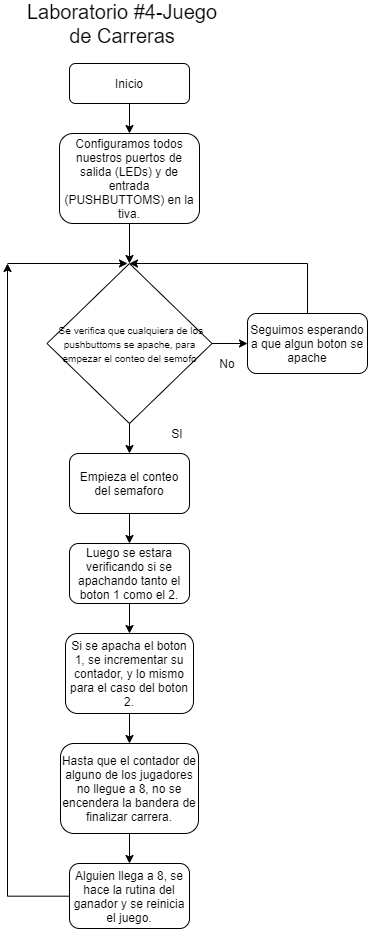 Laboratorio #4-Juego
de Carreras
Inicio
Configuramos todos
nuestros puertos de
salida (LEDs) y de
entrada
(PUSHBUTTOMS) en la
tiva.
Se verifica que cualquiera de los
pushbuttoms se apache, para
empezar el conteo del semofo
No
Seguimos esperando
a que algun boton se
apache
SI
Empieza el conteo
del semaforo
Luego se estara
verificando si se
apachando tanto el
boton 1 como el 2.
Si se apacha el boton
1, se incrementar su
contador, y lo mismo
para el caso del boton
2.
Hasta que el contador de
alguno de los jugadores
no llegue a 8, no se
encendera la bandera de
finalizar carrera.
Alguien llega a 8, se
hace la rutina del
ganador y se reinicia
el juego.